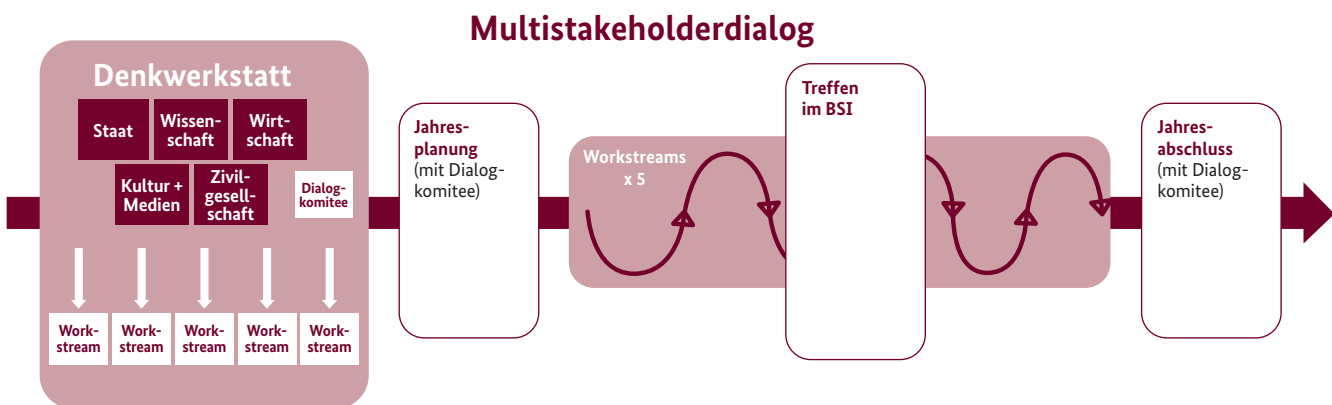 Multistakeholderdialog
Denkwerkstatt
Staat
Wissen-
schaft
Wirt-
schaft
Kultur +
Medien
Zivil-
gesell-
schaft
Dialog-
komitee
Work-
stream
Work-
stream
Work-
stream
Work-
stream
Work-
stream
Jahres-
planung
(mit Dialog-
komitee)
Workstreams
x 5
Treffen
im BSI
Jahres-
abschluss
(mit Dialog-
komitee)